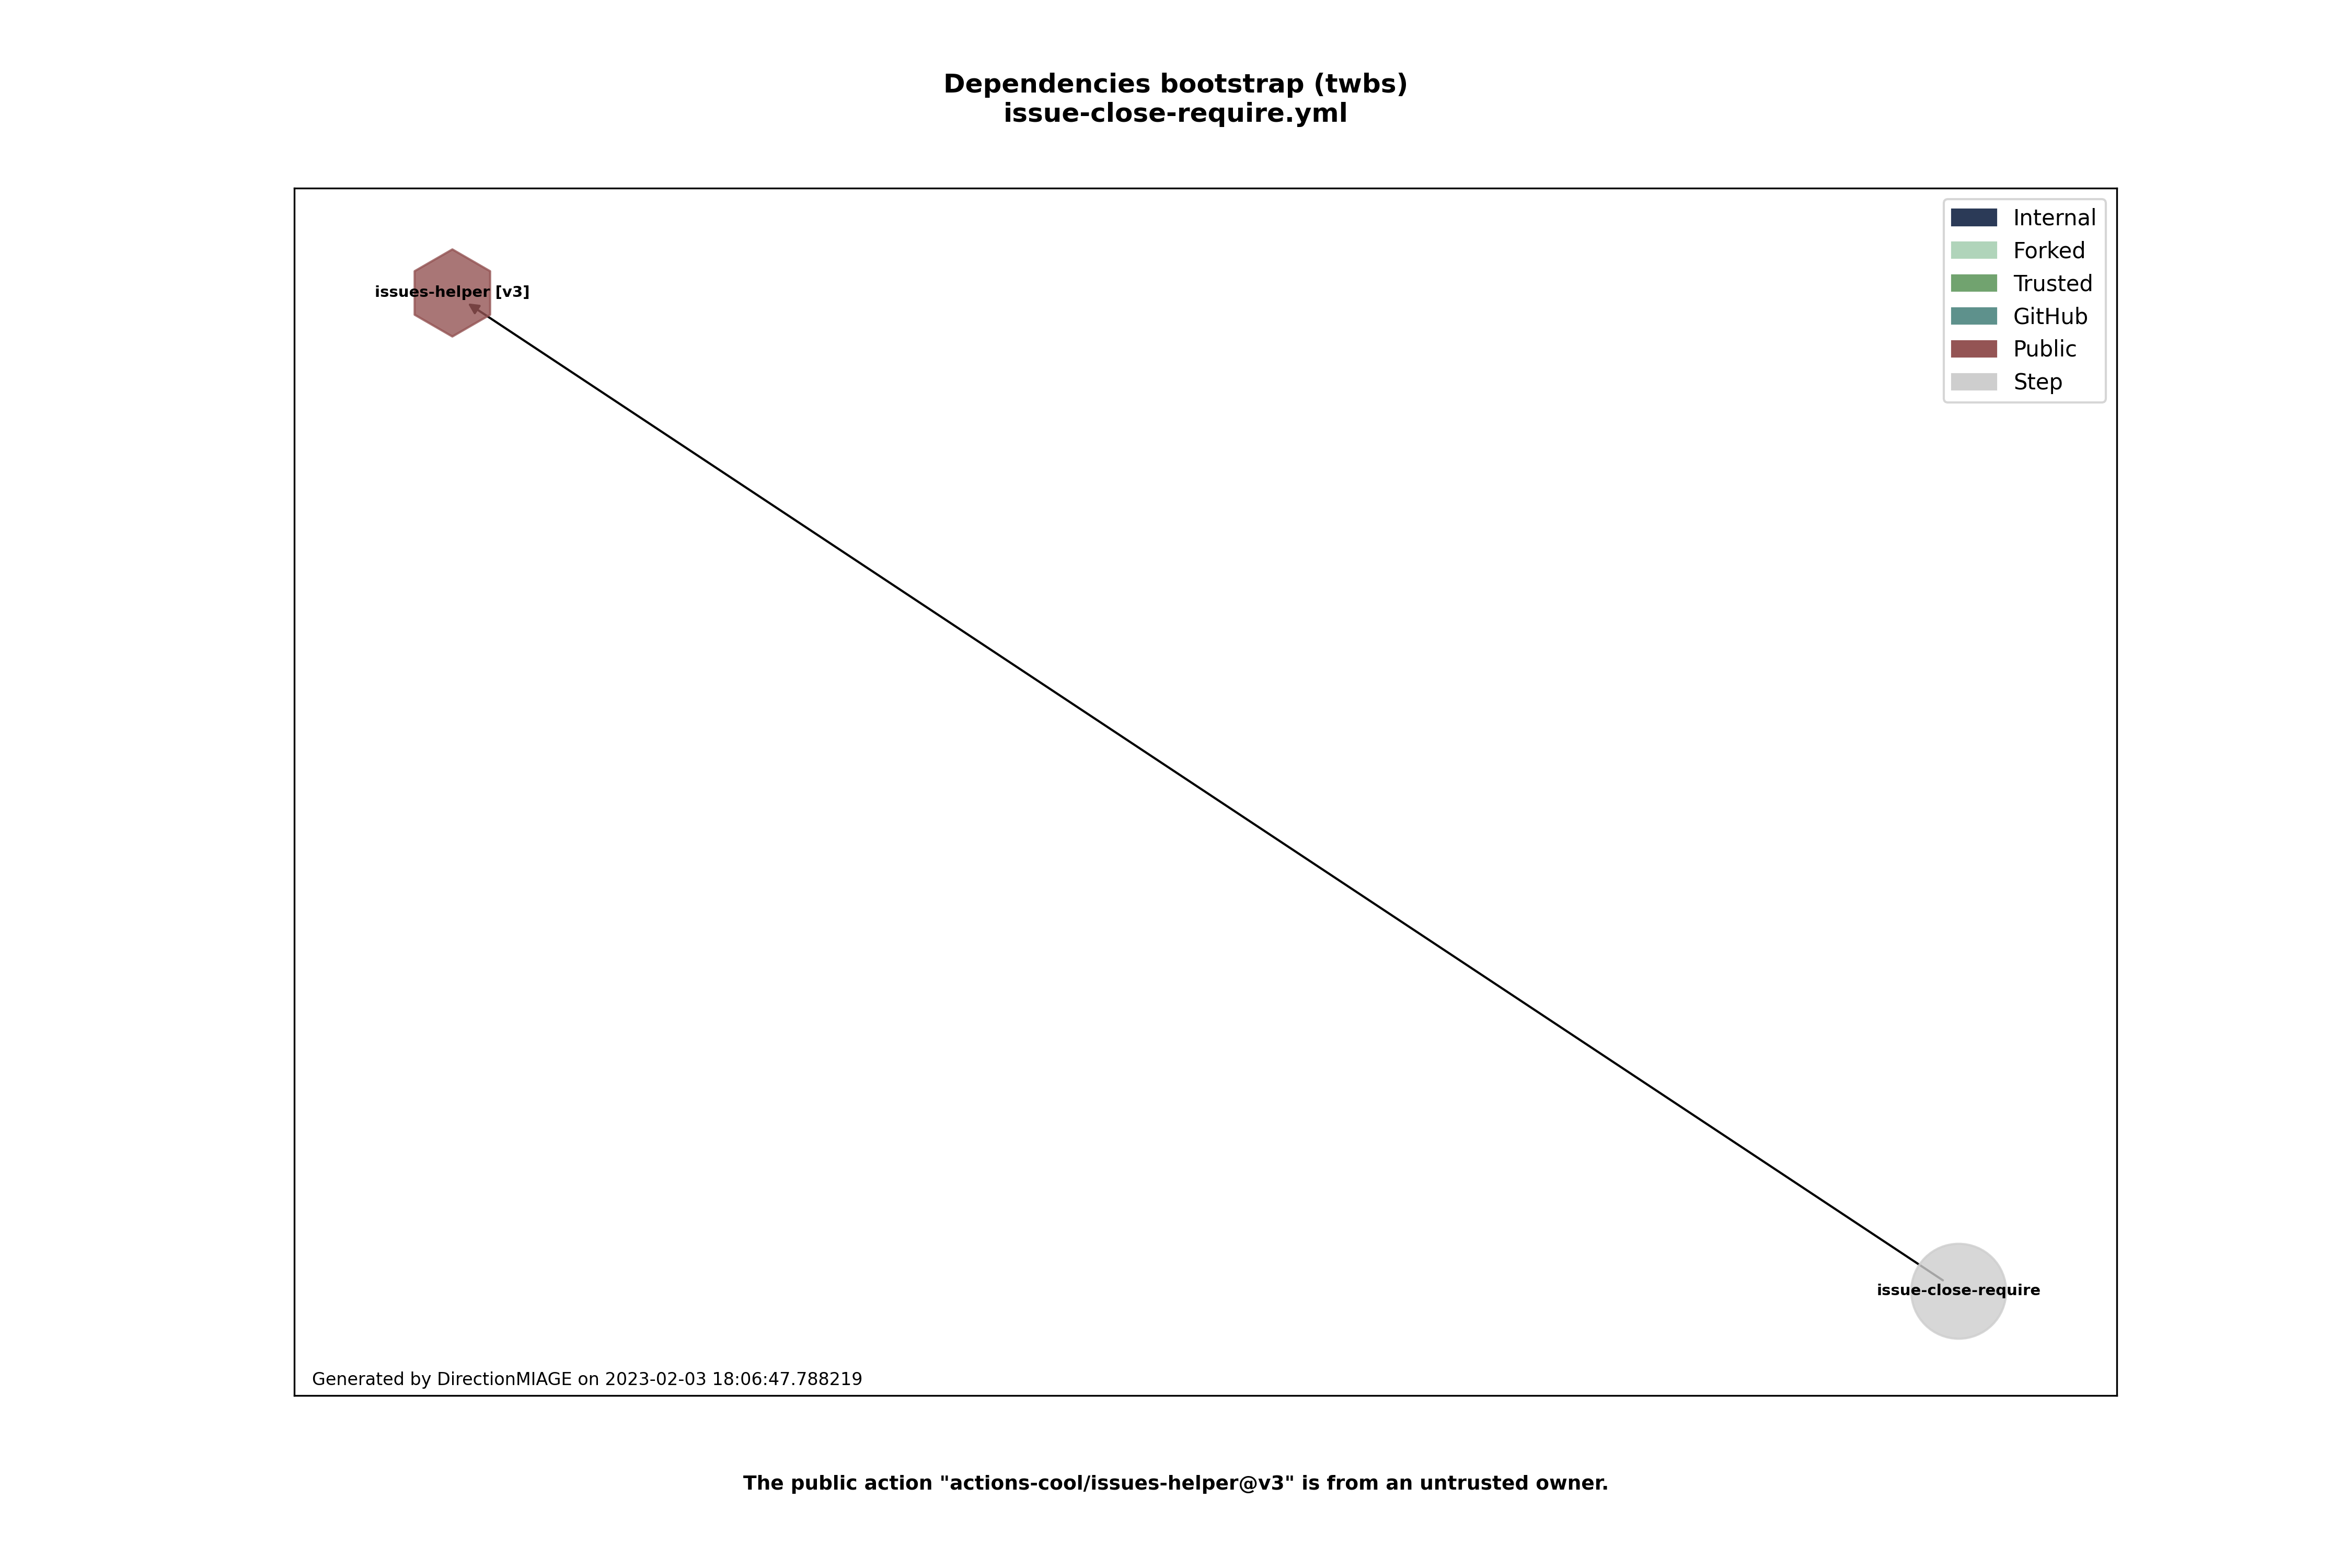 Dependencies bootstrap (twbs)
issue-close-require.yml
Internal
Forked
Trusted
GitHub
Public
Step
issues-helper [v3]
issue-close-require
Generated by DirectionMIAGE on 2023-02-03 18:06:47.788219
The public action "actions-cool/issues-helper@v3" is from an untrusted owner.